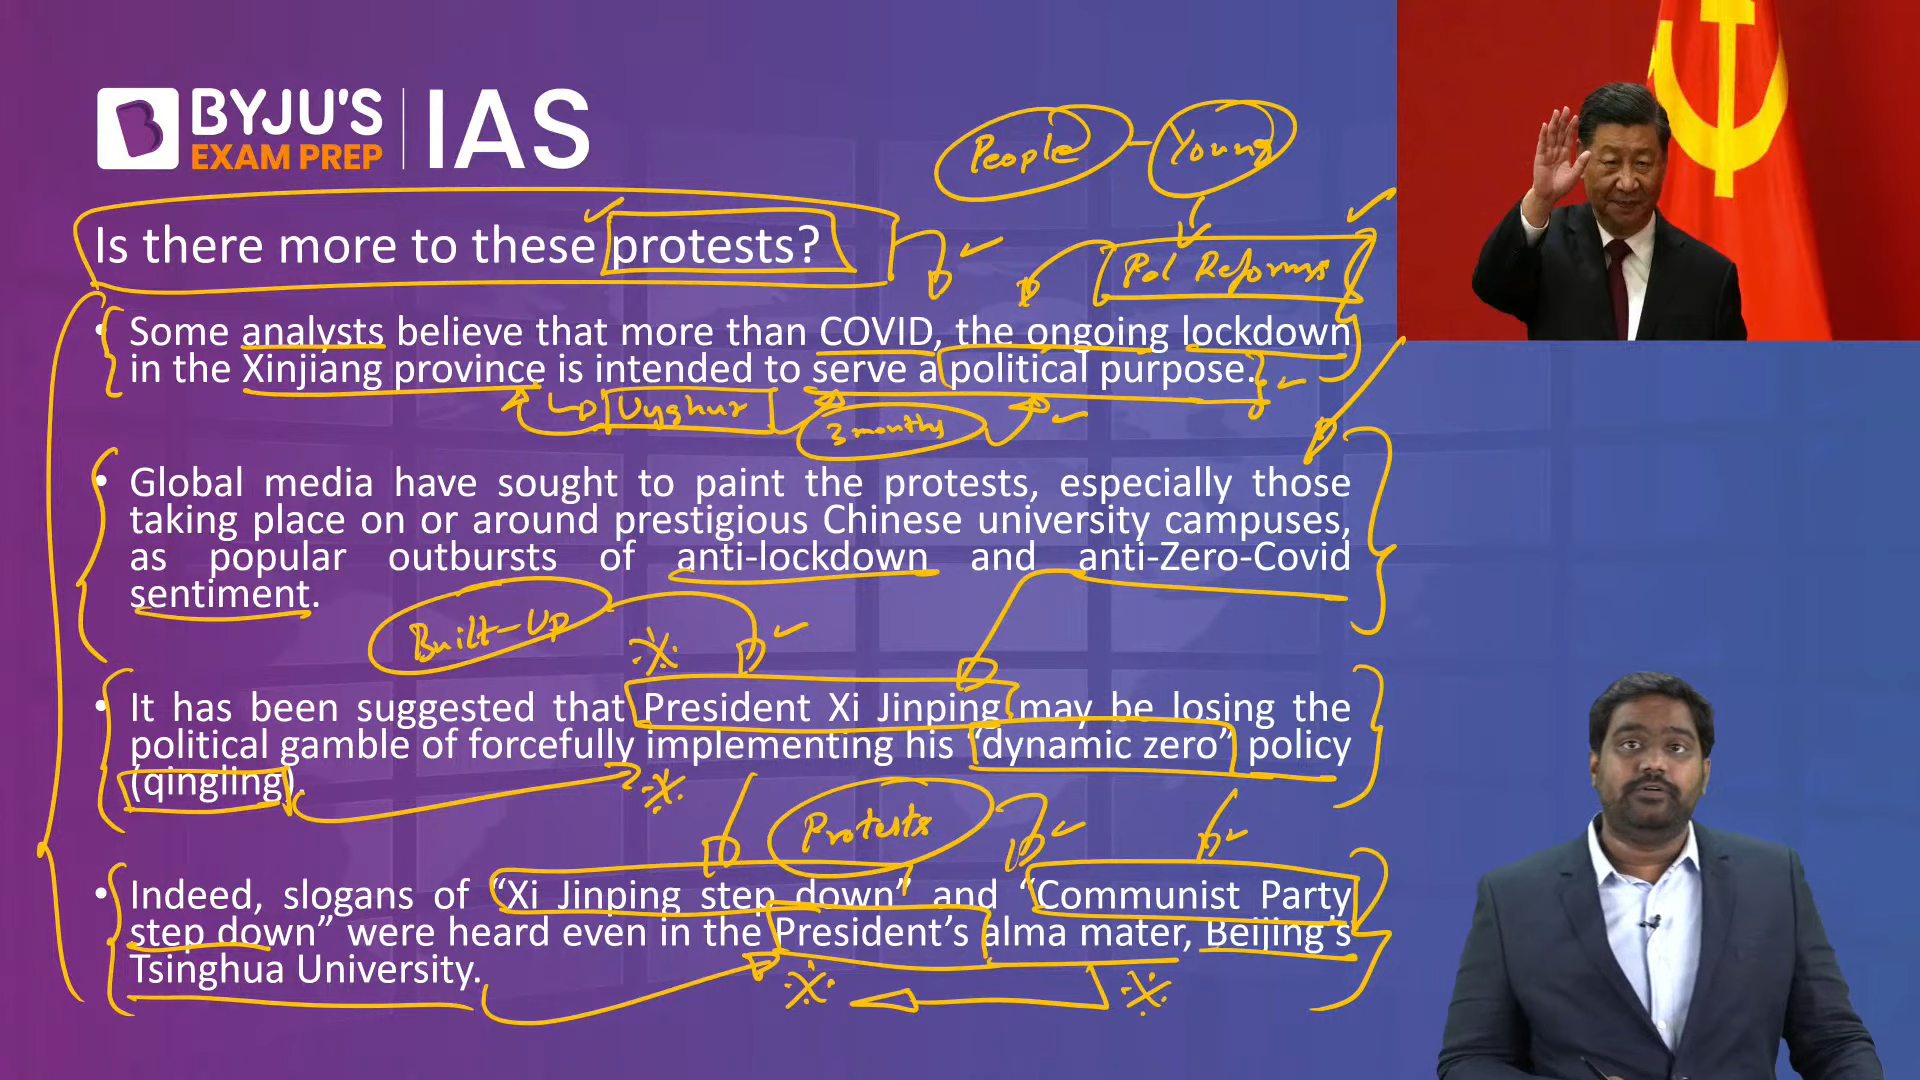 BYJU'S
EXAM PREP
IAS
People - Young
Is there more to these protests?
Pol Reforms
• Some analysts believe that more than COVID, the ongoing lockdown
in the Xinjiang province is intended to serve a political purpose.
Uyghur
3 months
• Global media have sought to paint the protests, especially those
taking place on or around prestigious Chinese university campuses,
as popular outbursts of anti-lockdown and anti-Zero-Covid
sentiment.
Built-Up
• It has been suggested that President Xi Jinping may be losing the
political gamble of forcefully implementing his “dynamic zero” policy
(qingling).
Protests
• Indeed, slogans of “Xi Jinping step down” and “Communist Party
step down” were heard even in the President’s alma mater, Beijing’s
Tsinghua University.